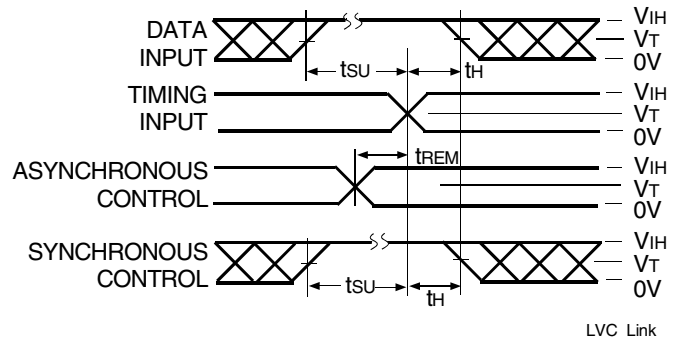 DATA
INPUT
VIH
VT
0V
tSU
tH
TIMING
INPUT
VIH
VT
0V
tREM
ASYNCHRONOUS
CONTROL
VIH
VT
0V
SYNCHRONOUS
CONTROL
VIH
VT
0V
tSU
tH
LVC Link